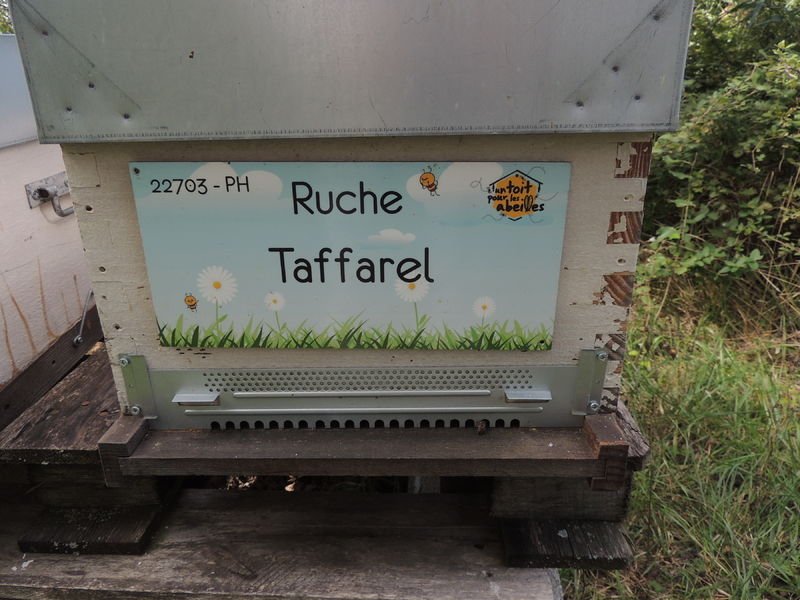 22703 - PH
Ruche
Taffarel
un toit
pour les
abeilles